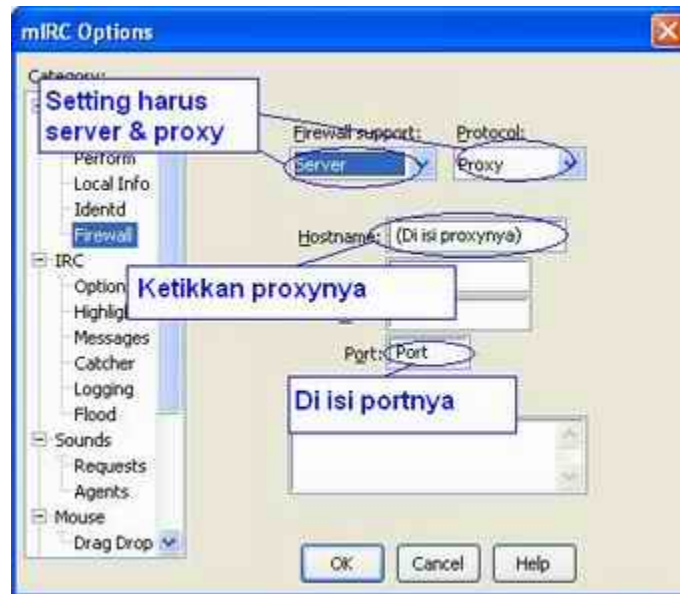 mIRC Options
Category:
Setting harus
server & proxy
Perform
Local Info
Identd
Firewall
IRC
Option
Highlig
Messages
Catcher
Logging
Flood
Sounds
Requests
Agents
Mouse
Drag Drop
Firewall support:
Protocol:
Server
Proxy
Hostname:
(Di isi proxynya)
Ketikkan proxynya
Port:
Port
Di isi portnya
OK
Cancel
Help